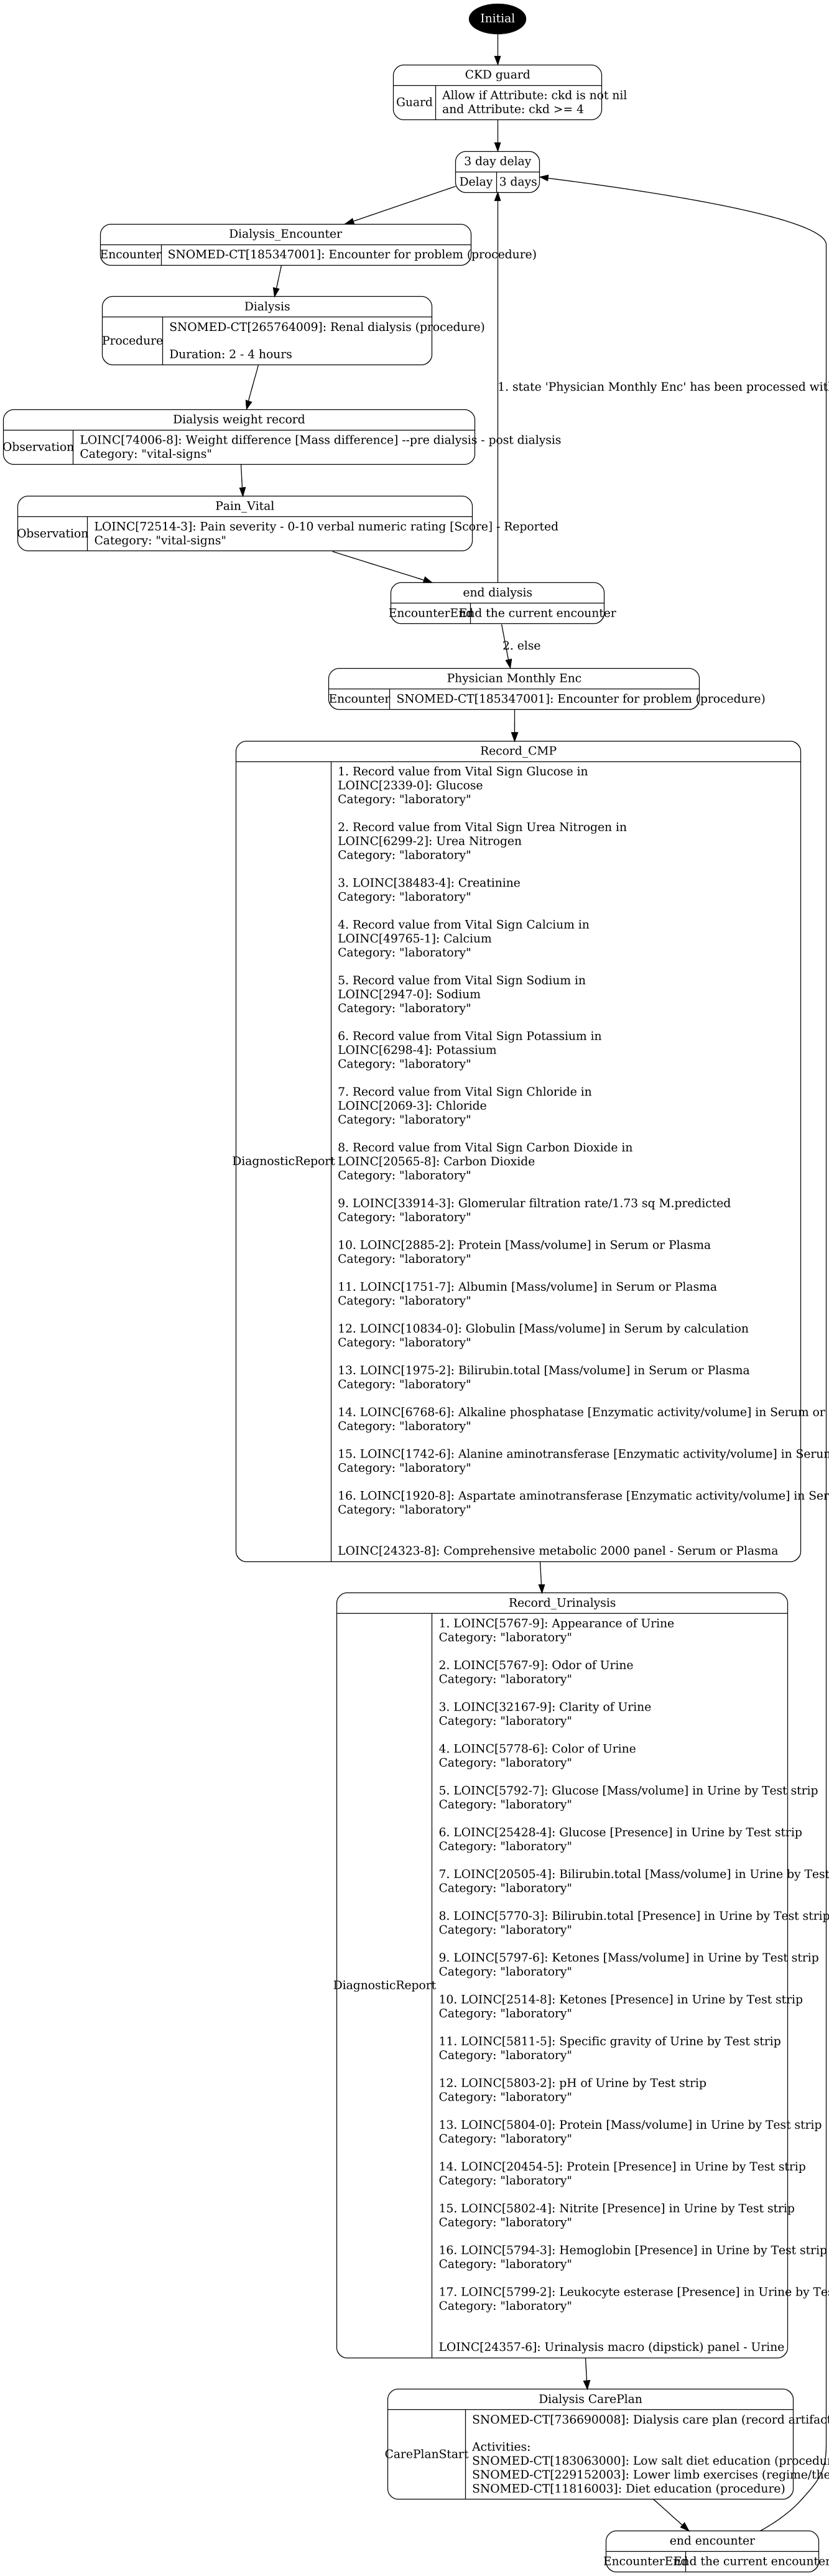 Initial
CKD guard
Guard
Allow if Attribute: ckd is not nil
and Attribute: ckd >= 4
3 day delay
Delay
3 days
Dialysis_Encounter
Encounter
SNOMED-CT[185347001]: Encounter for problem (procedure)
Dialysis
Procedure
SNOMED-CT[265764009]: Renal dialysis (procedure)
Duration: 2 - 4 hours
1. state 'Physician Monthly Enc' has been processed
Dialysis weight record
Observation
LOINC[74006-8]: Weight difference [Mass difference] --pre dialysis - post dialysis
Category: "vital-signs"
Pain_Vital
Observation
LOINC[72514-3]: Pain severity - 0-10 verbal numeric rating [Score] - Reported
Category: "vital-signs"
end dialysis
EncounterEnd
End the current encounter
2. else
Physician Monthly Enc
Encounter
SNOMED-CT[185347001]: Encounter for problem (procedure)
Record_CMP
DiagnosticReport
1. Record value from Vital Sign Glucose in
LOINC[2339-0]: Glucose
Category: "laboratory"
2. Record value from Vital Sign Urea Nitrogen in
LOINC[6299-2]: Urea Nitrogen
Category: "laboratory"
3. LOINC[38483-4]: Creatinine
Category: "laboratory"
4. Record value from Vital Sign Calcium in
LOINC[49765-1]: Calcium
Category: "laboratory"
5. Record value from Vital Sign Sodium in
LOINC[2947-0]: Sodium
Category: "laboratory"
6. Record value from Vital Sign Potassium in
LOINC[6298-4]: Potassium
Category: "laboratory"
7. Record value from Vital Sign Chloride in
LOINC[2069-3]: Chloride
Category: "laboratory"
8. Record value from Vital Sign Carbon Dioxide in
LOINC[20565-8]: Carbon Dioxide
Category: "laboratory"
9. LOINC[33914-3]: Glomerular filtration rate/1.73 sq M.predicted
Category: "laboratory"
10. LOINC[2885-2]: Protein [Mass/volume] in Serum or Plasma
Category: "laboratory"
11. LOINC[1751-7]: Albumin [Mass/volume] in Serum or Plasma
Category: "laboratory"
12. LOINC[10834-0]: Globulin [Mass/volume] in Serum by calculation
Category: "laboratory"
13. LOINC[1975-2]: Bilirubin.total [Mass/volume] in Serum or Plasma
Category: "laboratory"
14. LOINC[6768-6]: Alkaline phosphatase [Enzymatic activity/volume] in Serum or
Category: "laboratory"
15. LOINC[1742-6]: Alanine aminotransferase [Enzymatic activity/volume] in
Category: "laboratory"
16. LOINC[1920-8]: Aspartate aminotransferase [Enzymatic activity/volume] in
Category: "laboratory"
LOINC[24323-8]: Comprehensive metabolic 2000 panel - Serum or Plasma
Record_Urinalysis
DiagnosticReport
1. LOINC[5767-9]: Appearance of Urine
Category: "laboratory"
2. LOINC[5767-9]: Odor of Urine
Category: "laboratory"
3. LOINC[32167-9]: Clarity of Urine
Category: "laboratory"
4. LOINC[5778-6]: Color of Urine
Category: "laboratory"
5. LOINC[5792-7]: Glucose [Mass/volume] in Urine by Test strip
Category: "laboratory"
6. LOINC[25428-4]: Glucose [Presence] in Urine by Test strip
Category: "laboratory"
7. LOINC[20505-4]: Bilirubin.total [Mass/volume] in Urine by Test
Category: "laboratory"
8. LOINC[5770-3]: Bilirubin.total [Presence] in Urine by Test strip
Category: "laboratory"
9. LOINC[5797-6]: Ketones [Mass/volume] in Urine by Test strip
Category: "laboratory"
10. LOINC[2514-8]: Ketones [Presence] in Urine by Test strip
Category: "laboratory"
11. LOINC[5811-5]: Specific gravity of Urine by Test strip
Category: "laboratory"
12. LOINC[5803-2]: pH of Urine by Test strip
Category: "laboratory"
13. LOINC[5804-0]: Protein [Mass/volume] in Urine by Test strip
Category: "laboratory"
14. LOINC[20454-5]: Protein [Presence] in Urine by Test strip
Category: "laboratory"
15. LOINC[5802-4]: Nitrite [Presence] in Urine by Test strip
Category: "laboratory"
16. LOINC[5794-3]: Hemoglobin [Presence] in Urine by Test strip
Category: "laboratory"
17. LOINC[5799-2]: Leukocyte esterase [Presence] in Urine by
Category: "laboratory"
LOINC[24357-6]: Urinalysis macro (dipstick) panel - Urine
Dialysis CarePlan
CarePlanStart
SNOMED-CT[736690008]: Dialysis care plan (record
Activities:
SNOMED-CT[183063000]: Low salt diet education
SNOMED-CT[229152003]: Lower limb exercises
SNOMED-CT[11816003]: Diet education (procedure)
end encounter
EncounterEnd
End the current encounter